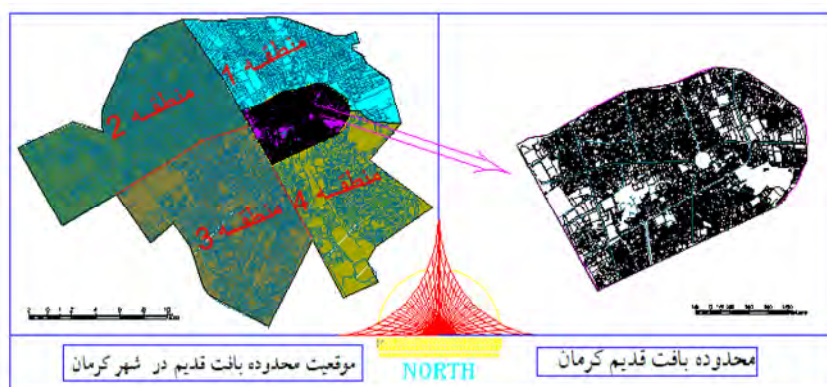 منطقه 1
منطقه 2
منطقه 3
منطقه 4
NORTH
محدوده بافت قدیم کرمان
موقعیت محدوده بافت قدیم در شهر کرمان